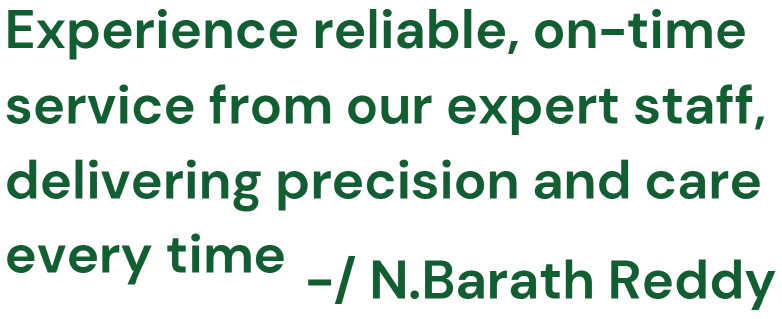 Experience reliable, on-time
service from our expert staff,
delivering precision and care
every time -/ N.Barath Reddy